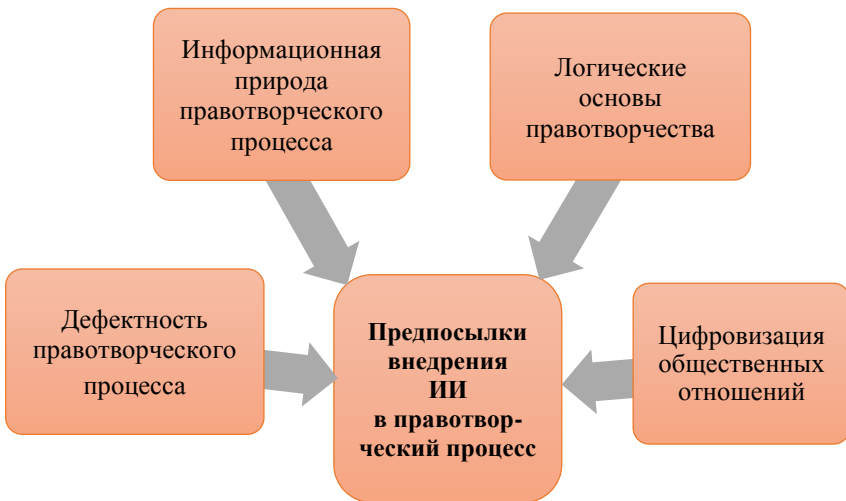 Информационная
природа
правотворческого
процесса
Логические
основы
правотворчества
Дефектность
правотворческого
процесса
Предпосылки
внедрения
ИИ
в правотвор-
ческий процесс
Цифровизация
общественных
отношений